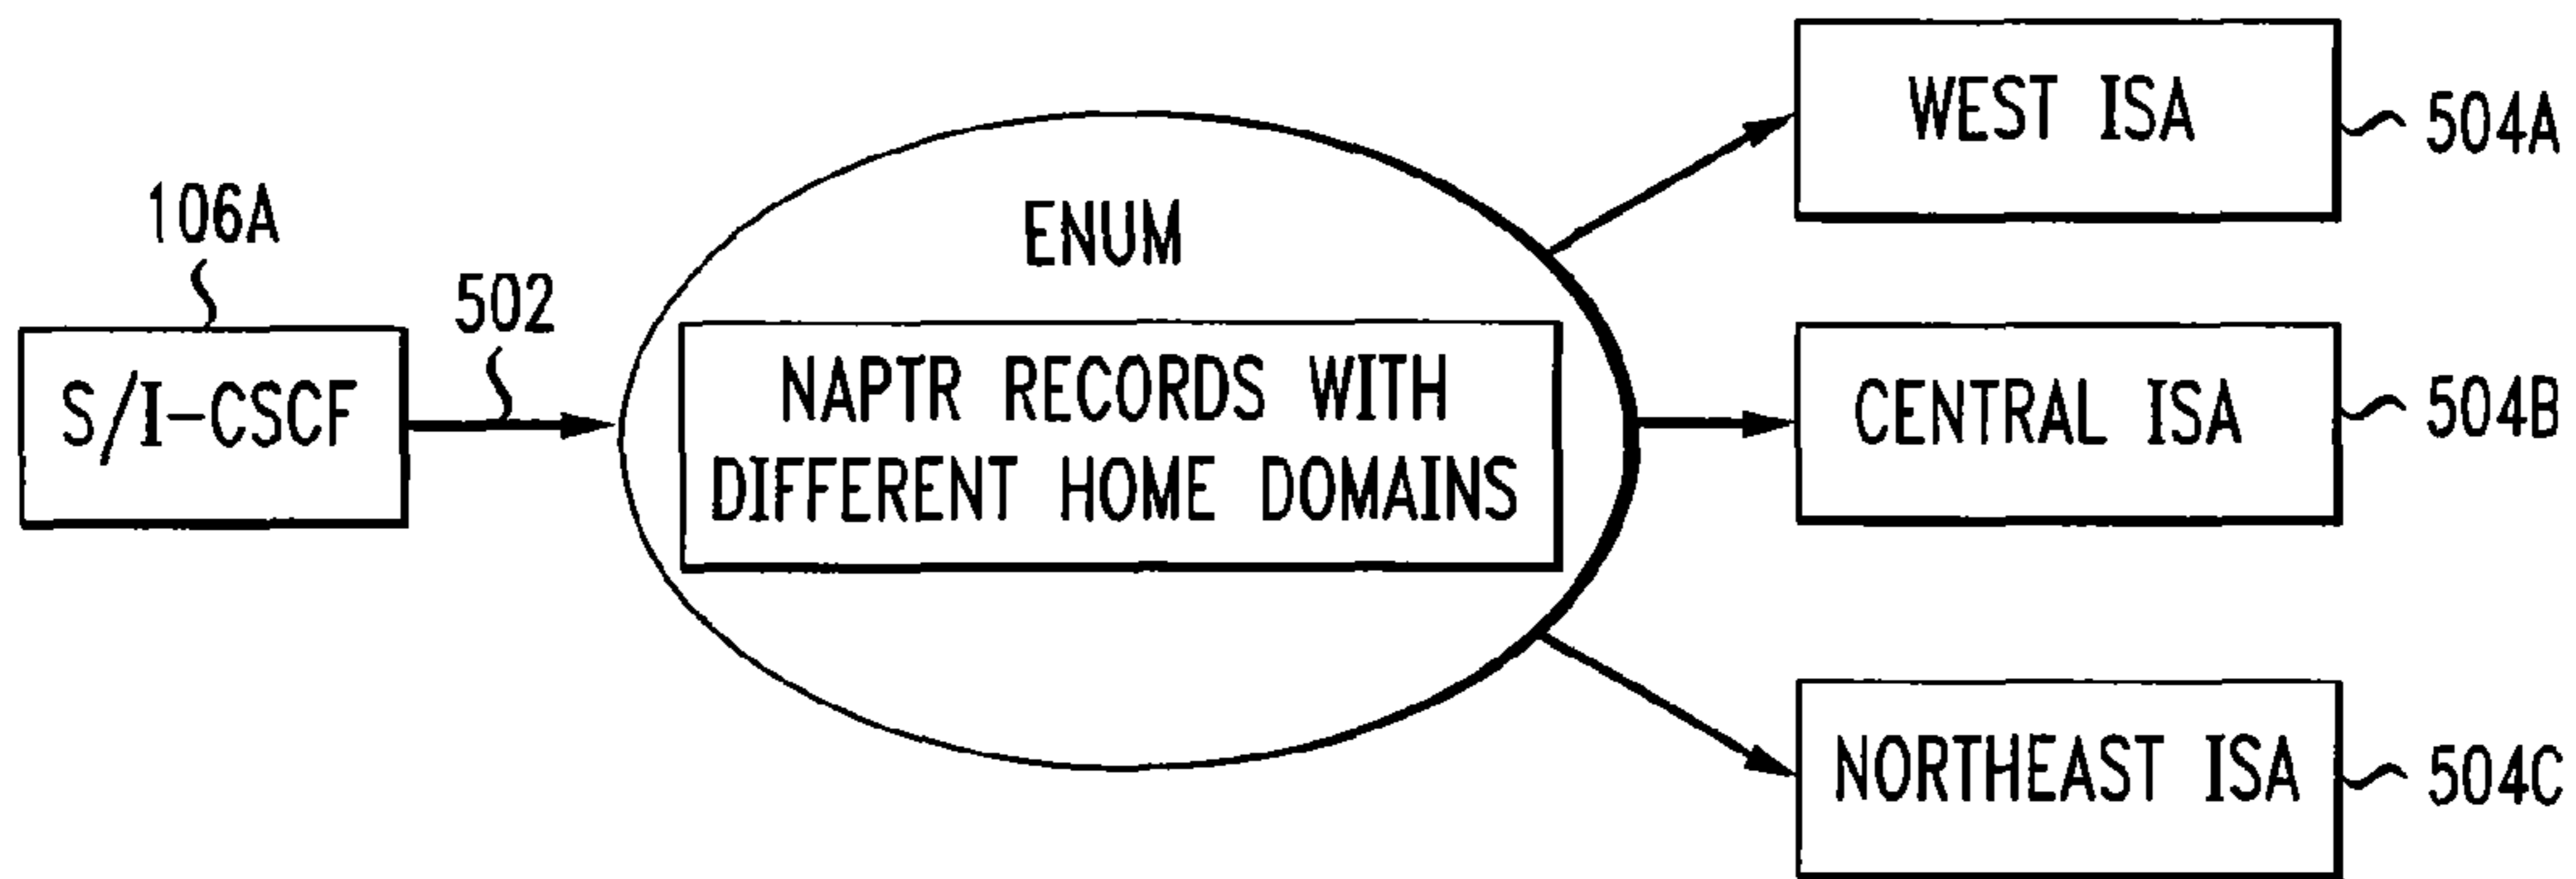 106A
S/I-CSCF
502
ENUM
NAPTR RECORDS WITH
DIFFERENT HOME DOMAINS
WEST ISA
504A
CENTRAL ISA
504B
NORTHEAST ISA
504C